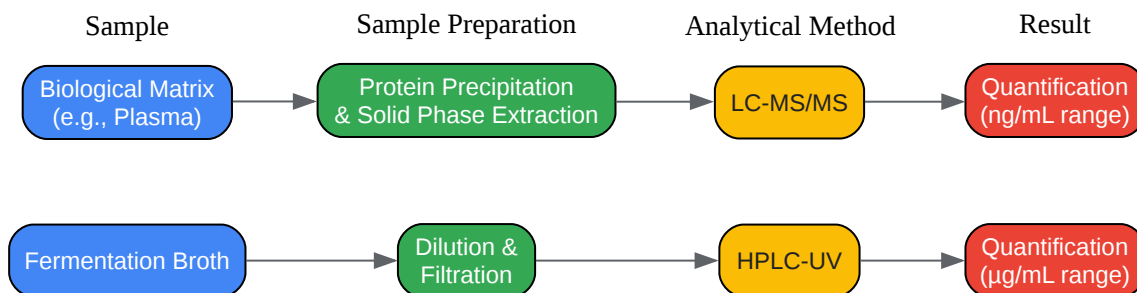 Sample Sample Preparation Analytical Method Result
Biological Matrix
(e.g., Plasma)
Protein Precipitation
& Solid Phase Extraction
LC-MS/MS
Quantification
(ng/mL range)
Fermentation Broth
Dilution &
Filtration
HPLC-UV
Quantification
(µg/mL range)